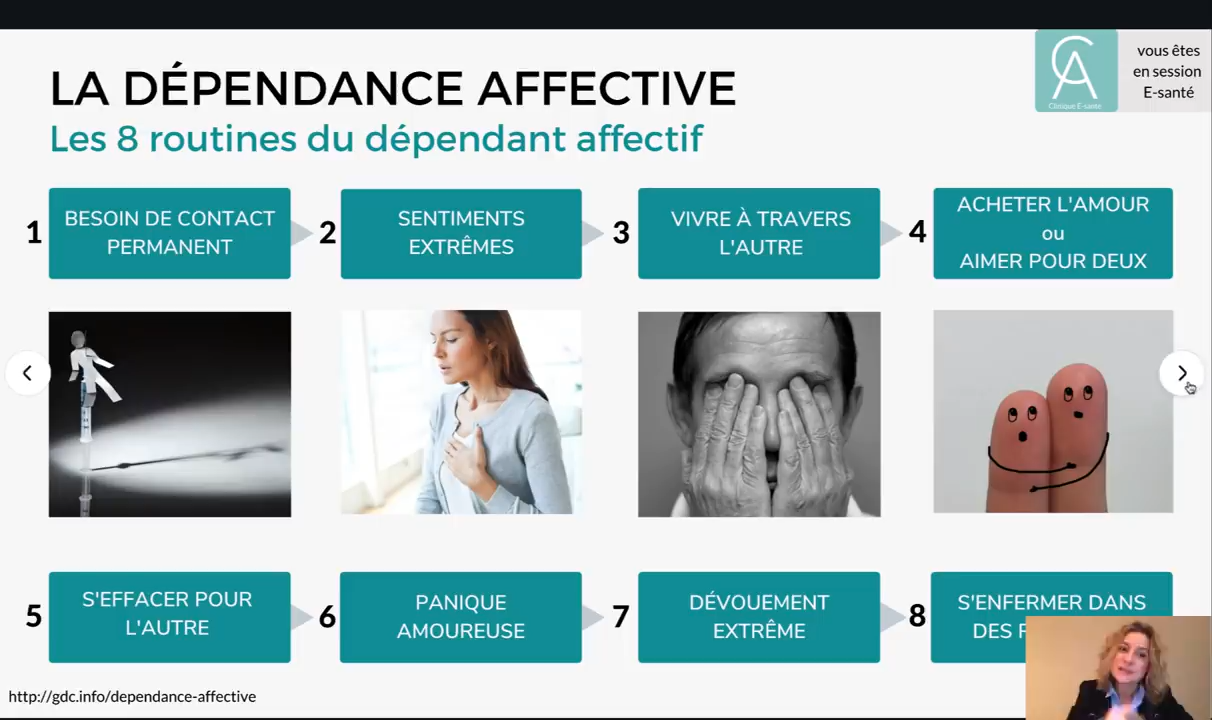 LA DÉPENDANCE AFFECTIVE
Les 8 routines du dépendant affectif
CA
Clinique E-santé
vous êtes
en session
E-santé
1
BESOIN DE CONTACT
PERMANENT
2
SENTIMENTS
EXTRÊMES
3
VIVRE À TRAVERS
L'AUTRE
4
ACHETER L'AMOUR
ou
AIMER POUR DEUX
5
S'EFFACER POUR
L'AUTRE
6
PANIQUE
AMOUREUSE
7
DÉVOUEMENT
EXTRÊME
8
S'ENFERMER DANS
DES
http://gdc.info/dependance-affective